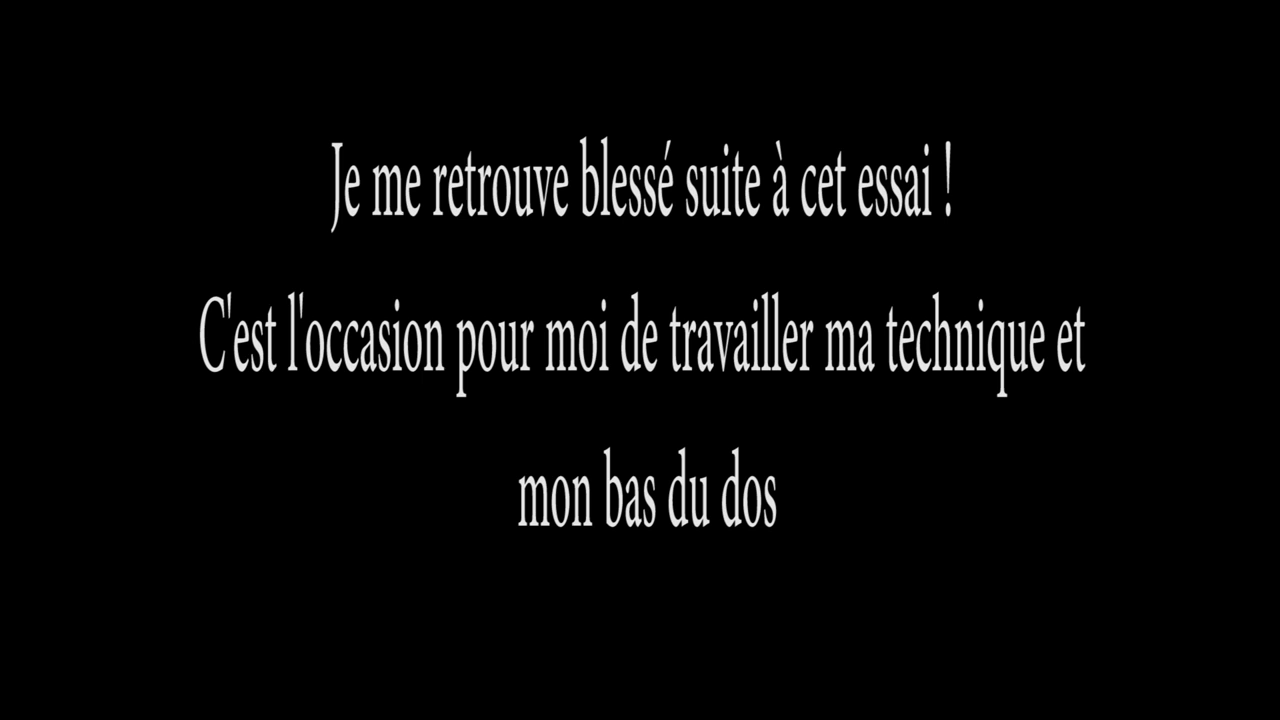 Je me retrouve blessé suite à cet essai !
C'est l'occasion pour moi de travailler ma technique et
mon bas du dos